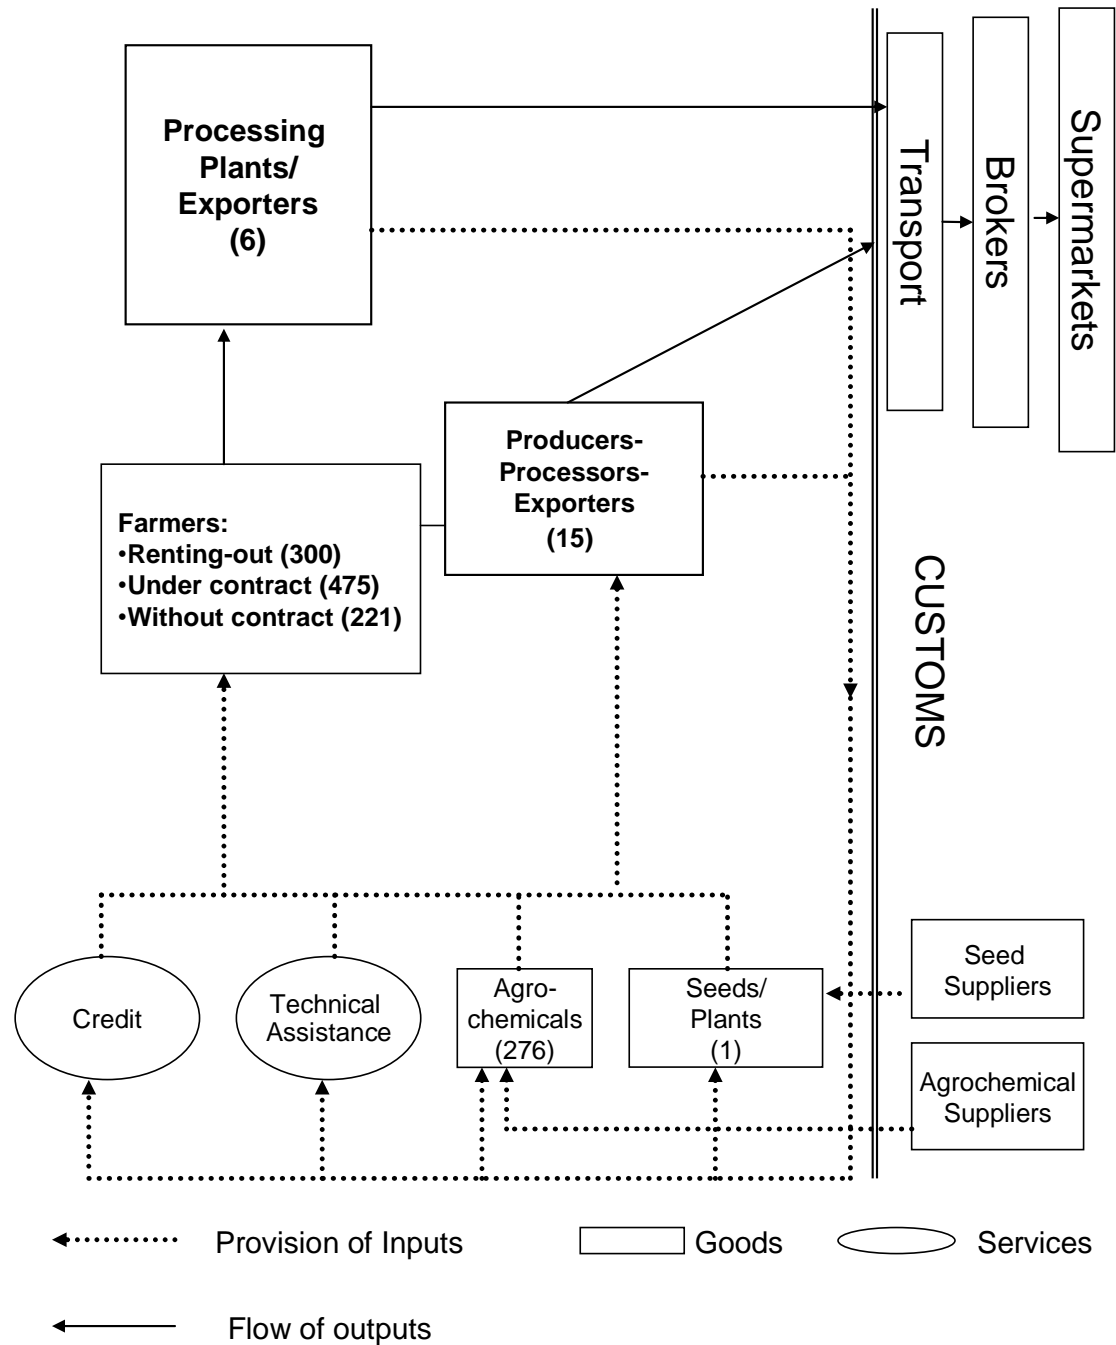 Processing
Plants/
Exporters
(6)
Transport
Brokers
Supermarkets
Producers-
Processors-
Exporters
(15)
Farmers:
•Renting-out (300)
•Under contract (475)
•Without contract (221)
CUSTOMS
Credit
Technical
Assistance
Agro-
chemicals
(276)
Seeds/
Plants
(1)
Seed
Suppliers
Agrochemical
Suppliers
Provision of Inputs
Goods
Services
Flow of outputs